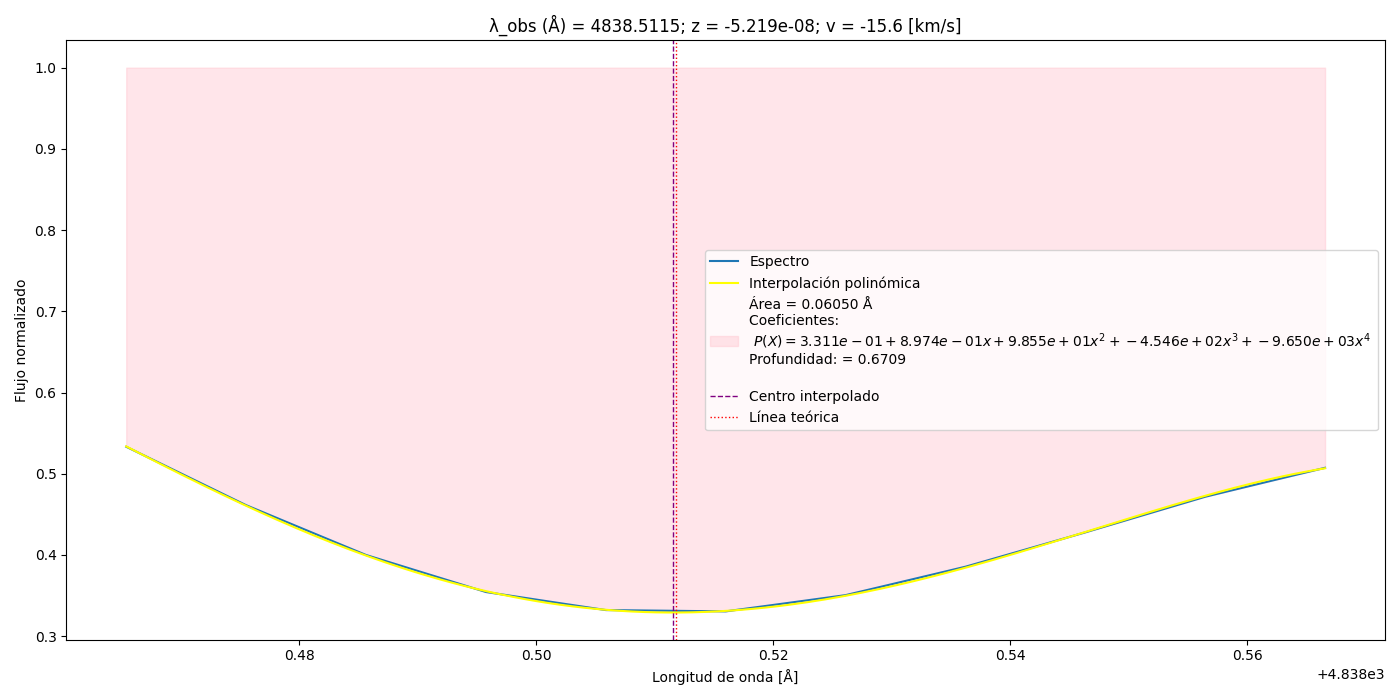 λ_obs (Å) = 4838.5115; z = -5.219e-08; v = -15.6 [km/s]
Flujo normalizado
1.0
0.9
0.8
0.7
0.6
0.5
0.4
0.3
Espectro
Interpolación polinómica
Área = 0.06050 Å
Coeficientes:
P(X) = 3.311e − 01 + 8.974e − 01x + 9.855e + 01x² + −4.546e + 02x³ + −9.650e + 03x⁴
Profundidad: = 0.6709
Centro interpolado
Línea teórica
0.48 0.50 0.52 0.54 0.56
+4.838e3
Longitud de onda [Å]